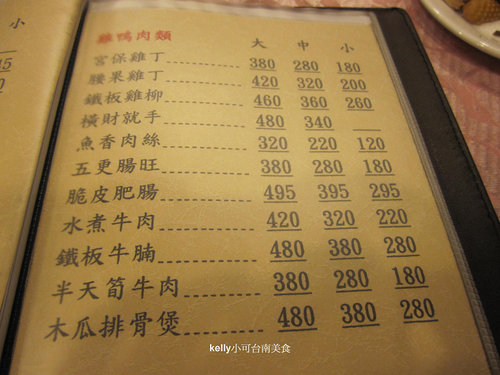 小
雞鴨肉類 大 中 小
宮保雞丁 380 280 180
腰果雞丁 420 320 200
鐵板雞柳 460 360 260
橫財就手 480 340
魚香肉絲 320 220 120
五更腸旺 380 280 180
脆皮肥腸 495 395 295
水煮牛肉 420 320 220
鐵板牛腩 480 380 280
半天筍牛肉 380 280 180
木瓜排骨煲 480 380 280
kelly小可台南美食